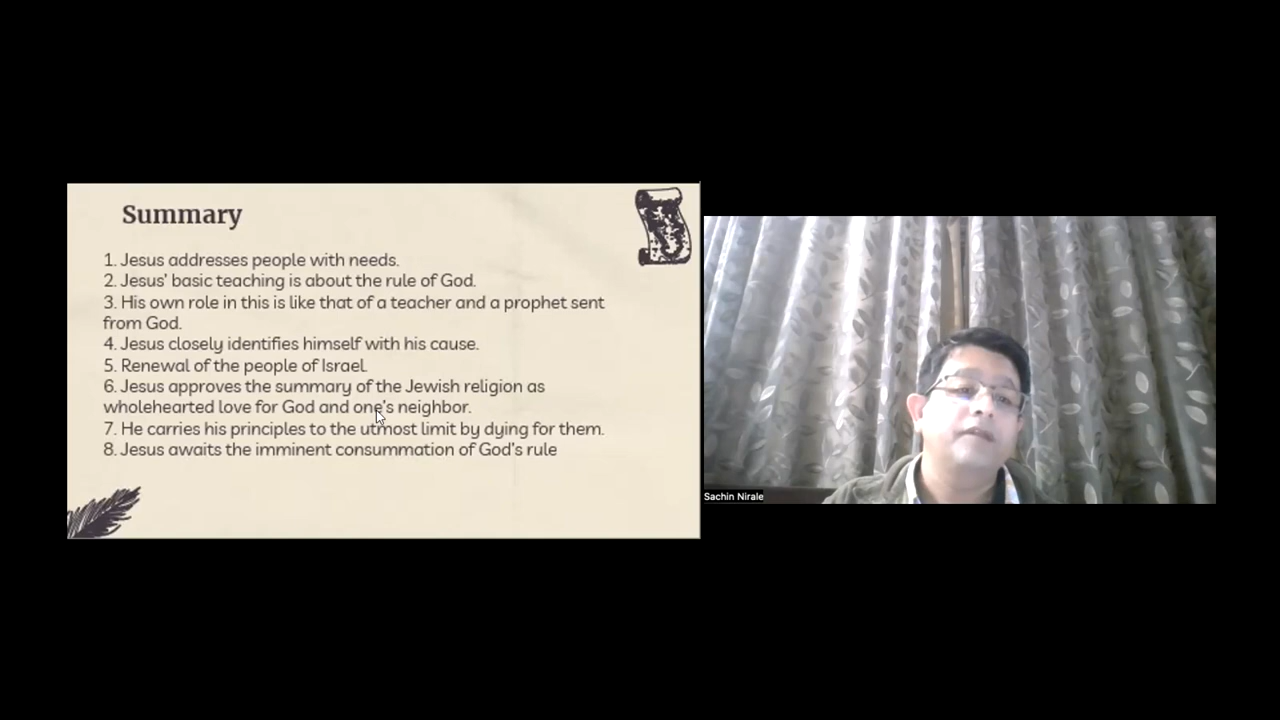 Summary
1. Jesus addresses people with needs.
2. Jesus' basic teaching is about the rule of God.
3. His own role in this is like that of a teacher and a prophet sent
from God.
4. Jesus closely identifies himself with his cause.
5. Renewal of the people of Israel.
6. Jesus approves the summary of the Jewish religion as
wholehearted love for God and one's neighbor.
7. He carries his principles to the utmost limit by dying for them.
8. Jesus awaits the imminent consummation of God's rule
Sachin Nirale